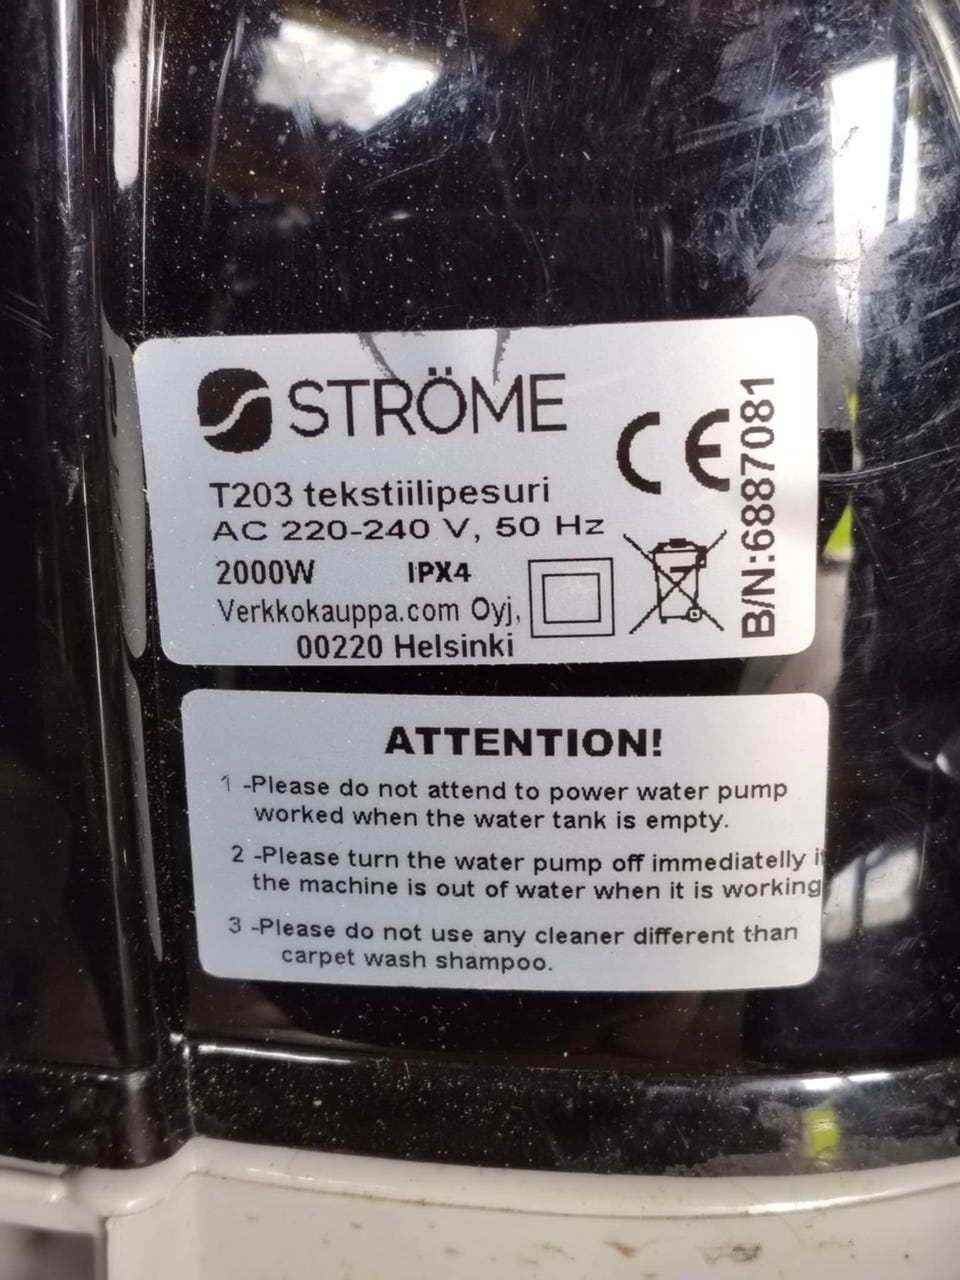 STRÖME
CE
T203 tekstiilipesuri
AC 220-240 V, 50 Hz
2000W IPX4
Verkkokauppa.com Oyj,
00220 Helsinki
B/N:6887081
ATTENTION!
1 -Please do not attend to power water pump
worked when the water tank is empty.
2 -Please turn the water pump off immediatelly if
the machine is out of water when it is working
3 -Please do not use any cleaner different than
carpet wash shampoo.